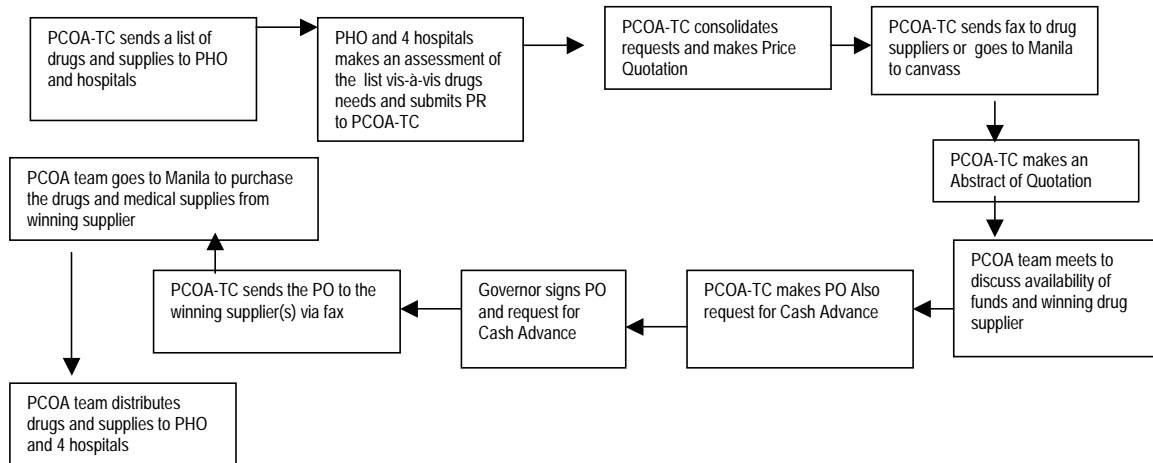 PCOA-TC sends a list of
drugs and supplies to PHO
and hospitals
PHO and 4 hospitals
makes an assessment of
the list vis-à-vis drugs
needs and submits PR
to PCOA-TC
PCOA-TC consolidates
requests and makes Price
Quotation
PCOA-TC sends fax to drug
suppliers or goes to Manila
to canvass
PCOA-TC makes an
Abstract of Quotation
PCOA team meets to
discuss availability of
funds and winning drug
supplier
PCOA-TC makes PO Also
request for Cash Advance
Governor signs PO
and request for
Cash Advance
PCOA-TC sends the PO to the
winning supplier(s) via fax
PCOA team goes to Manila to purchase
the drugs and medical supplies from
winning supplier
PCOA team distributes
drugs and supplies to PHO
and 4 hospitals